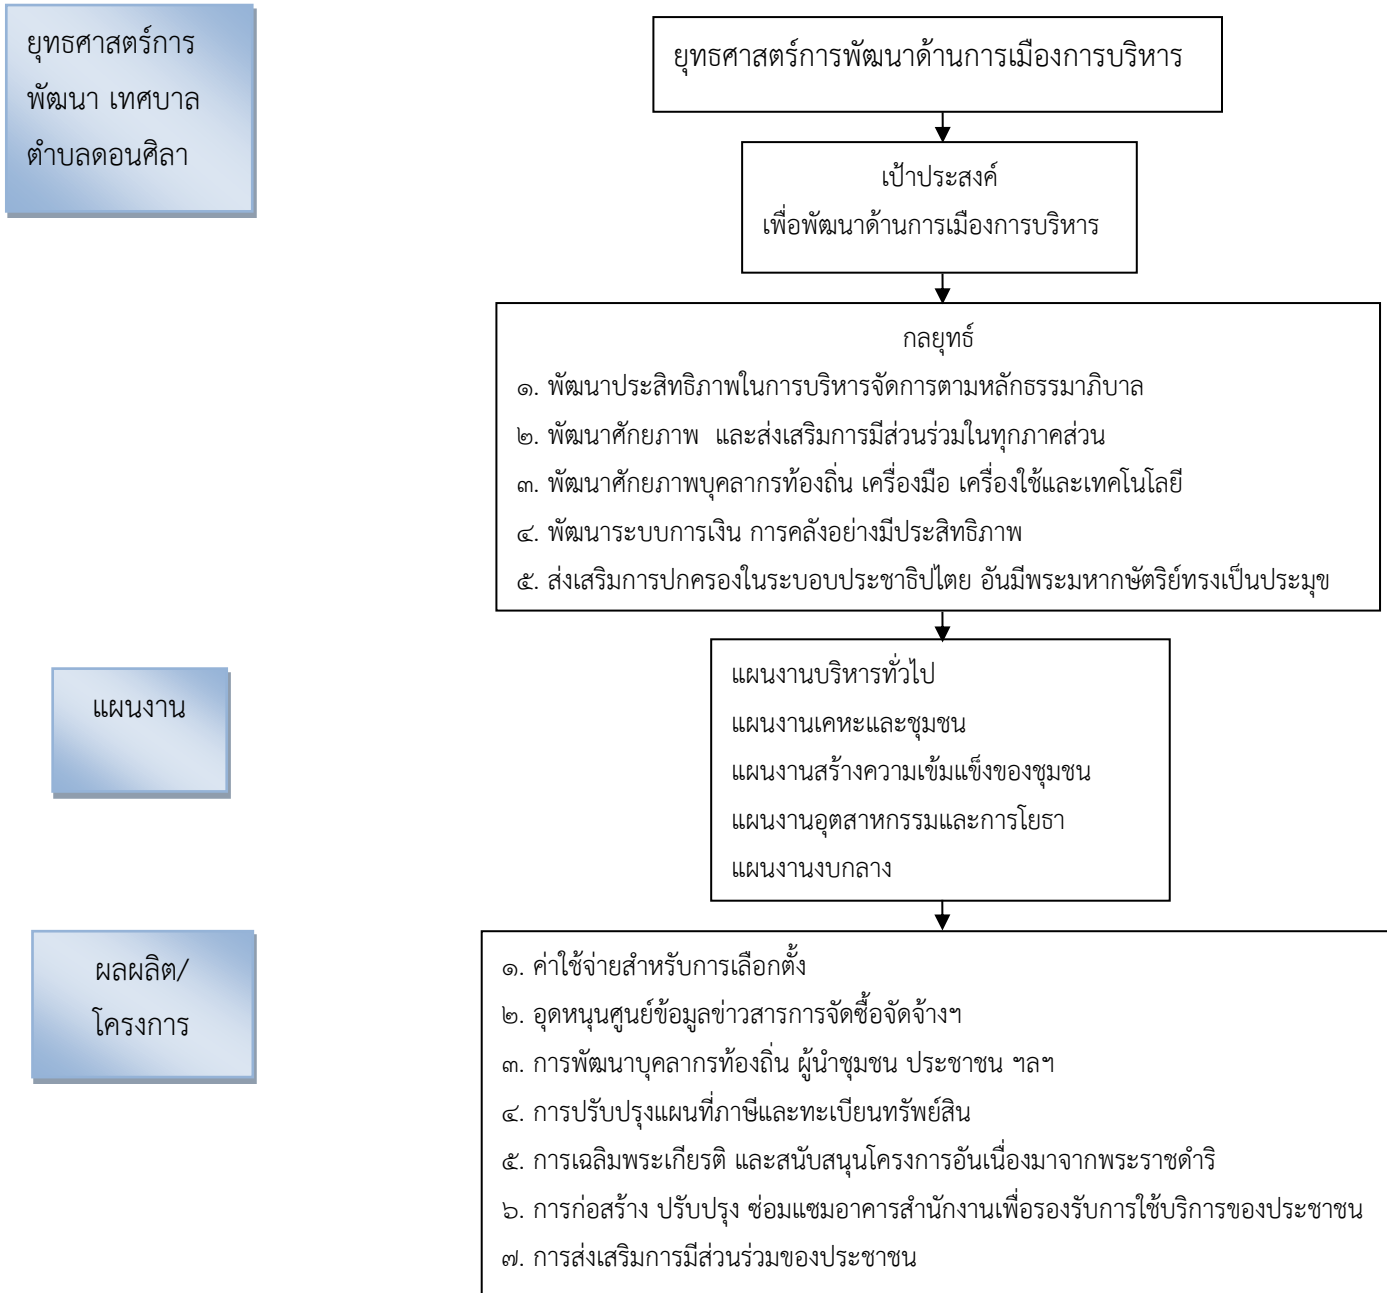 ยุทธศาสตร์การ
พัฒนา เทศบาล
ตำบลดอนศิลา
ยุทธศาสตร์การพัฒนาด้านการเมืองการบริหาร
เป้าประสงค์
เพื่อพัฒนาด้านการเมืองการบริหาร
กลยุทธ์
๑. พัฒนาประสิทธิภาพในการบริหารจัดการตามหลักธรรมาภิบาล
๒. พัฒนาศักยภาพ และส่งเสริมการมีส่วนร่วมในทุกภาคส่วน
๓. พัฒนาศักยภาพบุคลากรท้องถิ่น เครื่องมือ เครื่องใช้และเทคโนโลยี
๔. พัฒนาระบบการเงิน การคลังอย่างมีประสิทธิภาพ
๕. ส่งเสริมการปกครองในระบอบประชาธิปไตย อันมีพระมหากษัตริย์ทรงเป็นประมุข
แผนงาน
แผนงานบริหารทั่วไป
แผนงานเคหะและชุมชน
แผนงานสร้างความเข้มแข็งของชุมชน
แผนงานอุตสาหกรรมและการโยธา
แผนงานงบกลาง
ผลผลิต/
โครงการ
๑. ค่าใช้จ่ายสำหรับการเลือกตั้ง
๒. อุดหนุนศูนย์ข้อมูลข่าวสารการจัดซื้อจัดจ้างฯ
๓. การพัฒนาบุคลากรท้องถิ่น ผู้นำชุมชน ประชาชน ฯลฯ
๔. การปรับปรุงแผนที่ภาษีและทะเบียนทรัพย์สิน
๕. การเฉลิมพระเกียรติ และสนับสนุนโครงการอันเนื่องมาจากพระราชดำริ
๖. การก่อสร้าง ปรับปรุง ซ่อมแซมอาคารสำนักงานเพื่อรองรับการใช้บริการของประชาชน
๗. การส่งเสริมการมีส่วนร่วมของประชาชน